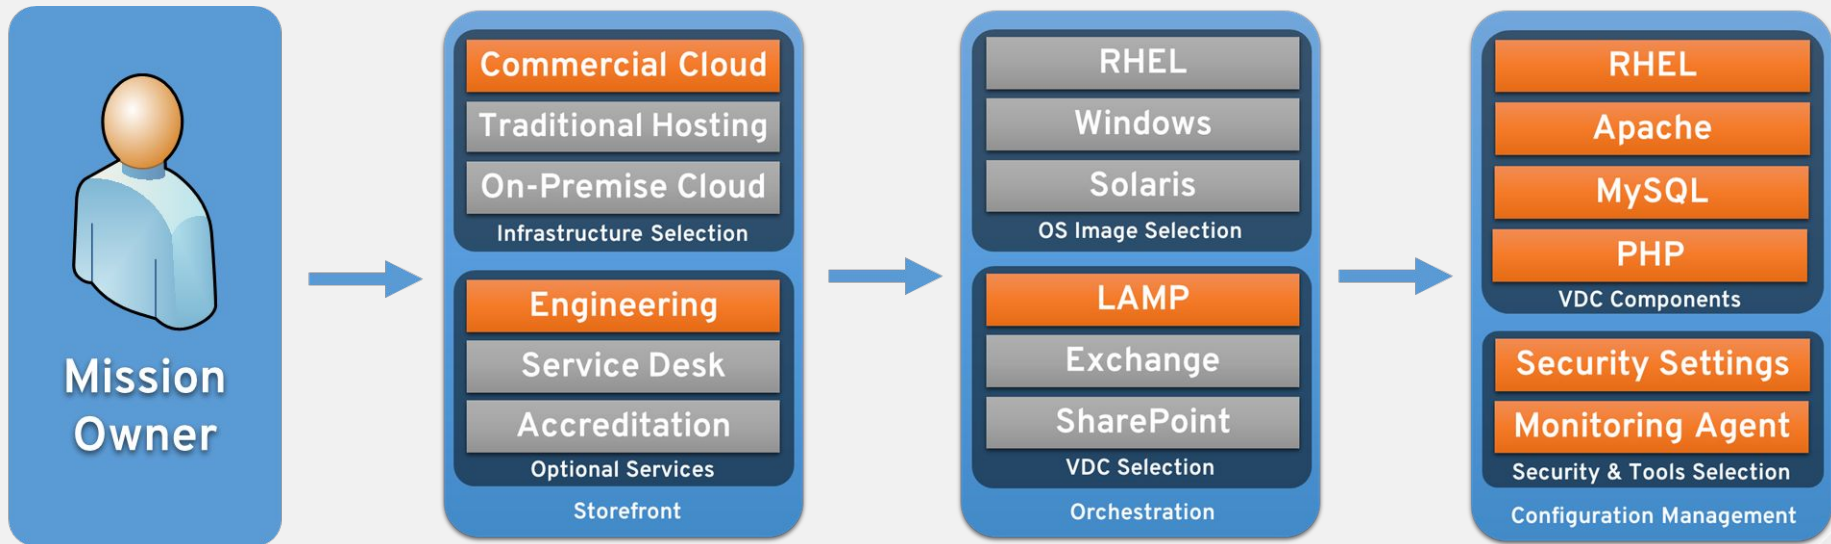 Mission
Owner
Commercial Cloud
Traditional Hosting
On-Premise Cloud
Infrastructure Selection
Engineering
Service Desk
Accreditation
Optional Services
Storefront
RHEL
Windows
Solaris
OS Image Selection
LAMP
Exchange
SharePoint
VDC Selection
Orchestration
RHEL
Apache
MySQL
PHP
VDC Components
Security Settings
Monitoring Agent
Security & Tools Selection
Configuration Management